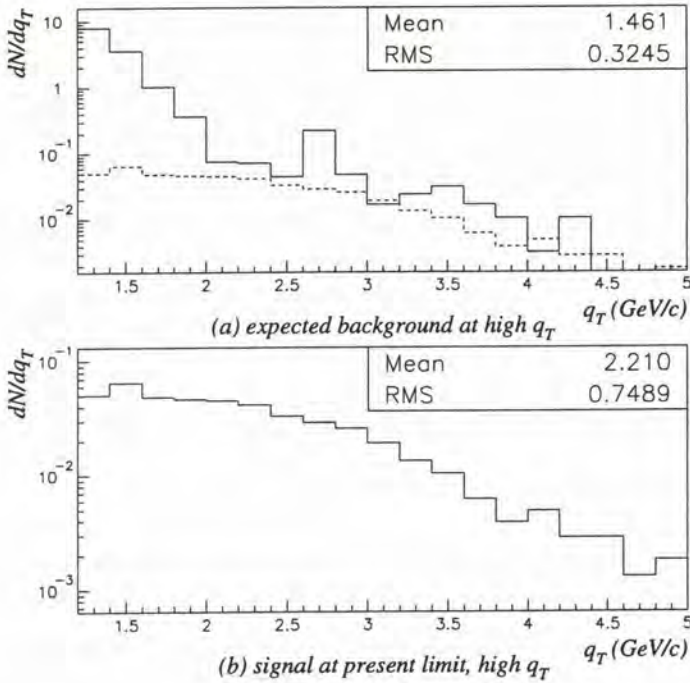 dN/dq_T
10
1
10^-1
10^-2
Mean 1.461
RMS 0.3245
1.5 2 2.5 3 3.5 4 4.5 5
q_T (GeV/c)
(a) expected background at high q_T
dN/dq_T
10^-1
10^-2
10^-3
Mean 2.210
RMS 0.7489
1.5 2 2.5 3 3.5 4 4.5 5
q_T (GeV/c)
(b) signal at present limit, high q_T